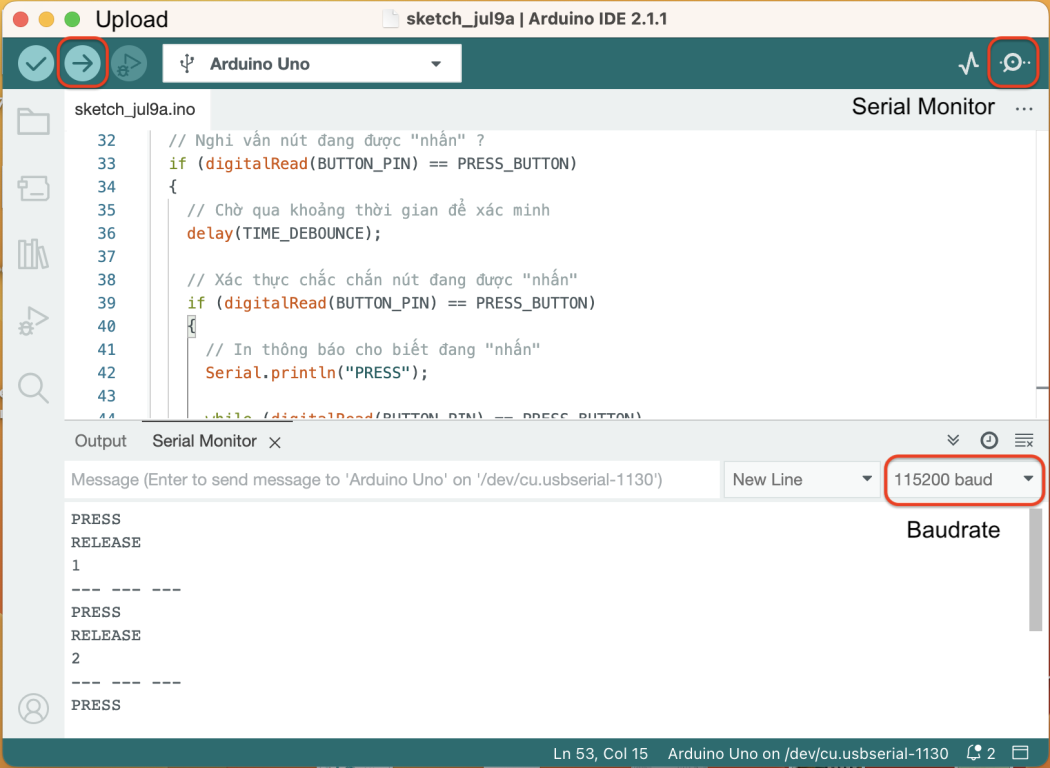 Upload
sketch_jul9a | Arduino IDE 2.1.1
Arduino Uno
sketch_jul9a.ino
Serial Monitor
32 // Nghi vấn nút đang được "nhấn" ?
33 if (digitalRead(BUTTON_PIN) == PRESS_BUTTON)
34 {
35 // Chờ qua khoảng thời gian để xác minh
36 delay(TIME_DEBOUNCE);
37
38 // Xác thực chắc chắn nút đang được "nhấn"
39 if (digitalRead(BUTTON_PIN) == PRESS_BUTTON)
40 {
41 // In thông báo cho biết đang "nhấn"
42 Serial.println("PRESS");
43
44 while (digitalRead(BUTTON_PIN) == PRESS_BUTTON)
Output Serial Monitor
Message (Enter to send message to 'Arduino Uno' on '/dev/cu.usbserial-1130') New Line 115200 baud
Baudrate
PRESS
RELEASE
1
--- --- ---
PRESS
RELEASE
2
--- --- ---
PRESS
Ln 53, Col 15 Arduino Uno on /dev/cu.usbserial-1130 2